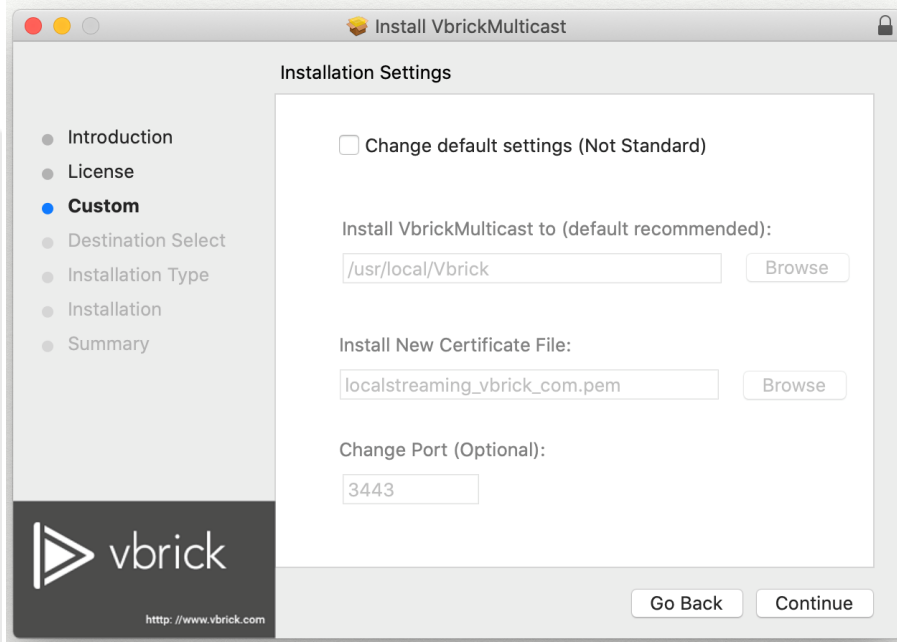 Install VbrickMulticast
Installation Settings
Introduction
License
Custom
Destination Select
Installation Type
Installation
Summary
Change default settings (Not Standard)
Install VbrickMulticast to (default recommended):
/usr/local/Vbrick
Browse
Install New Certificate File:
localstreaming_vbrick_com.pem
Browse
Change Port (Optional):
3443
vbrick
htttp: //www.vbrick.com
Go Back
Continue